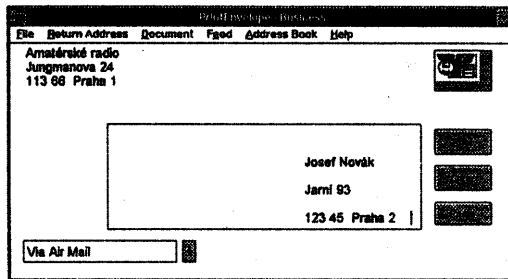 PrintEnvelope - Business
File Return Address Document Feed Address Book Help
Amatérské radio
Jungmanova 24
113 66 Praha 1
Josef Novák
Jarní 93
123 45 Praha 2
Via Air Mail